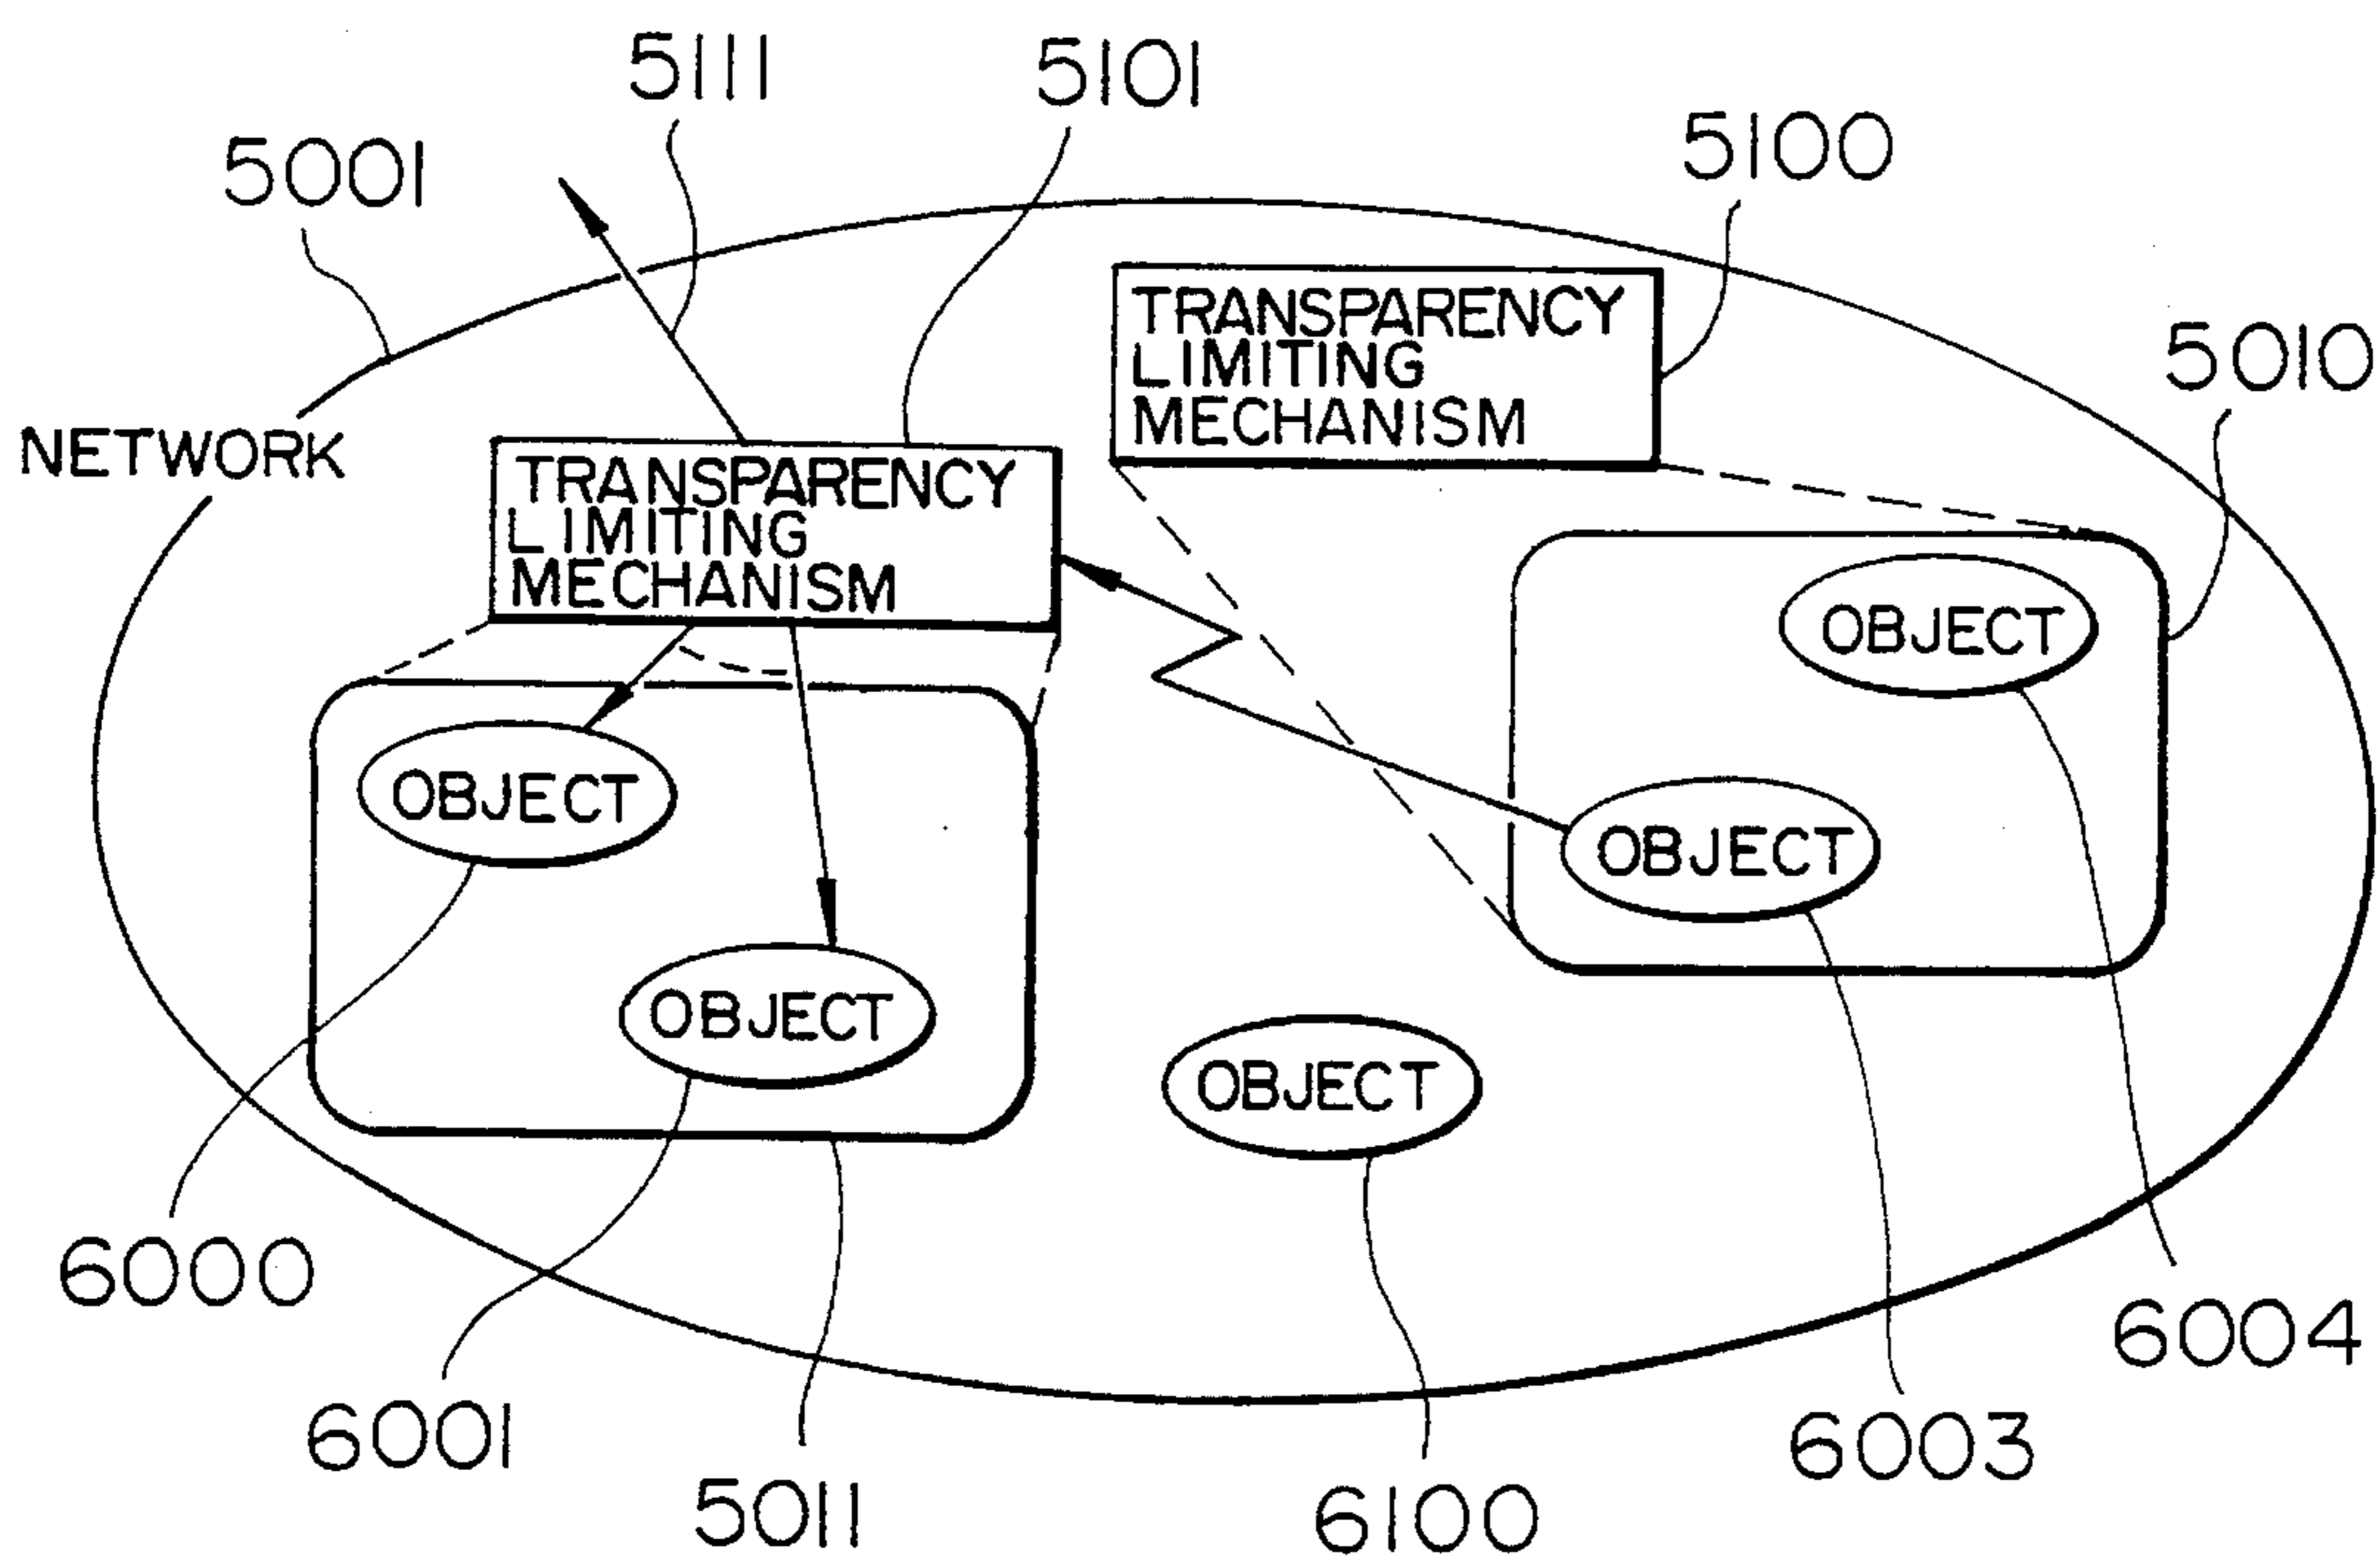 5111
5101
5001
5100
TRANSPARENCY
LIMITING
MECHANISM
5010
NETWORK
TRANSPARENCY
LIMITING
MECHANISM
OBJECT
OBJECT
OBJECT
OBJECT
OBJECT
6000
6004
6001
6003
5011
6100